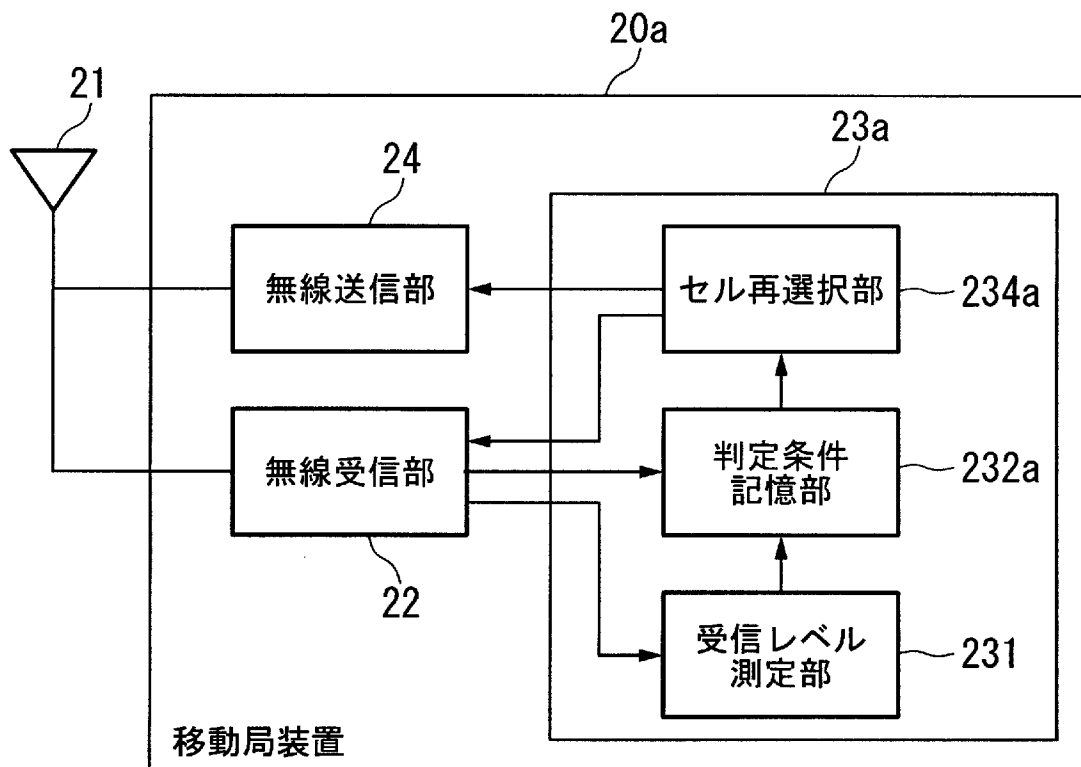 20a
21
23a
24
無線送信部
セル再選択部
234a
無線受信部
判定条件
記憶部
232a
22
受信レベル
測定部
231
移動局装置